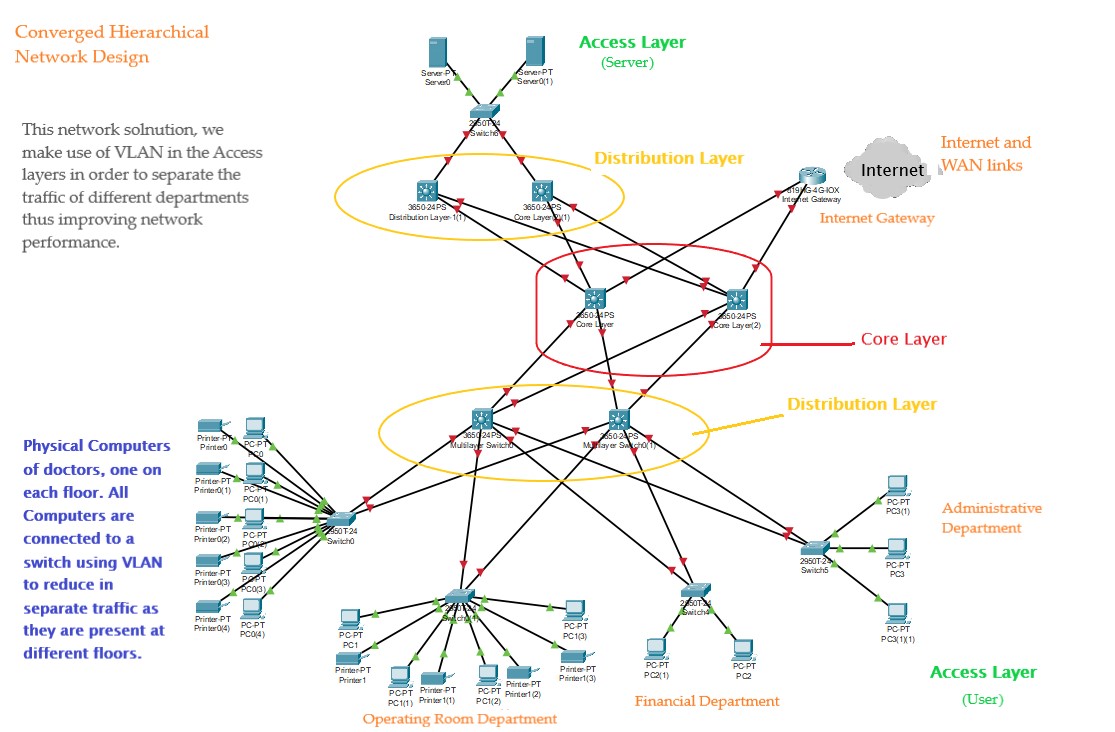 Converged Hierarchical
Network Design
Access Layer
(Server)
Server-PT
Server0
Server-PT
Server0(1)
2950T-24
Switch6
This network solnution, we
make use of VLAN in the Access
layers in order to separate the
traffic of different departments
thus improving network
performance.
Distribution Layer
3650-24PS
Distribution Layer-1(1)
3650-24PS
Core Layer(2)(1)
819HG-4G-IOX
Internet Gateway
Internet
Internet and
WAN links
Internet Gateway
3650-24PS
Core Layer
3650-24PS
Core Layer(2)
Core Layer
Distribution Layer
3650-24PS
Multilayer Switch0
3650-24PS
Multilayer Switch0(1)
Physical Computers
of doctors, one on
each floor. All
Computers are
connected to a
switch using VLAN
to reduce in
separate traffic as
they are present at
different floors.
Printer-PT
Printer0
PC-PT
PC0
Printer-PT
Printer0(1)
PC-PT
PC0(1)
Printer-PT
Printer0(2)
PC-PT
PC0(2)
Printer-PT
Printer0(3)
PC-PT
PC0(3)
Printer-PT
Printer0(4)
PC-PT
PC0(4)
2950T-24
Switch0
PC-PT
PC3(1)
PC-PT
PC3
PC-PT
PC3(1)(1)
2950T-24
Switch5
Administrative
Department
2950T-24
2950T-24
Switch4
PC-PT
PC1
Printer-PT
Printer1
PC-PT
PC1(1)
Printer-PT
Printer1(1)
PC-PT
PC1(2)
Printer-PT
Printer1(2)
PC-PT
PC1(3)
Printer-PT
Printer1(3)
PC-PT
PC2(1)
PC-PT
PC2
Operating Room Department
Financial Department
Access Layer
(User)